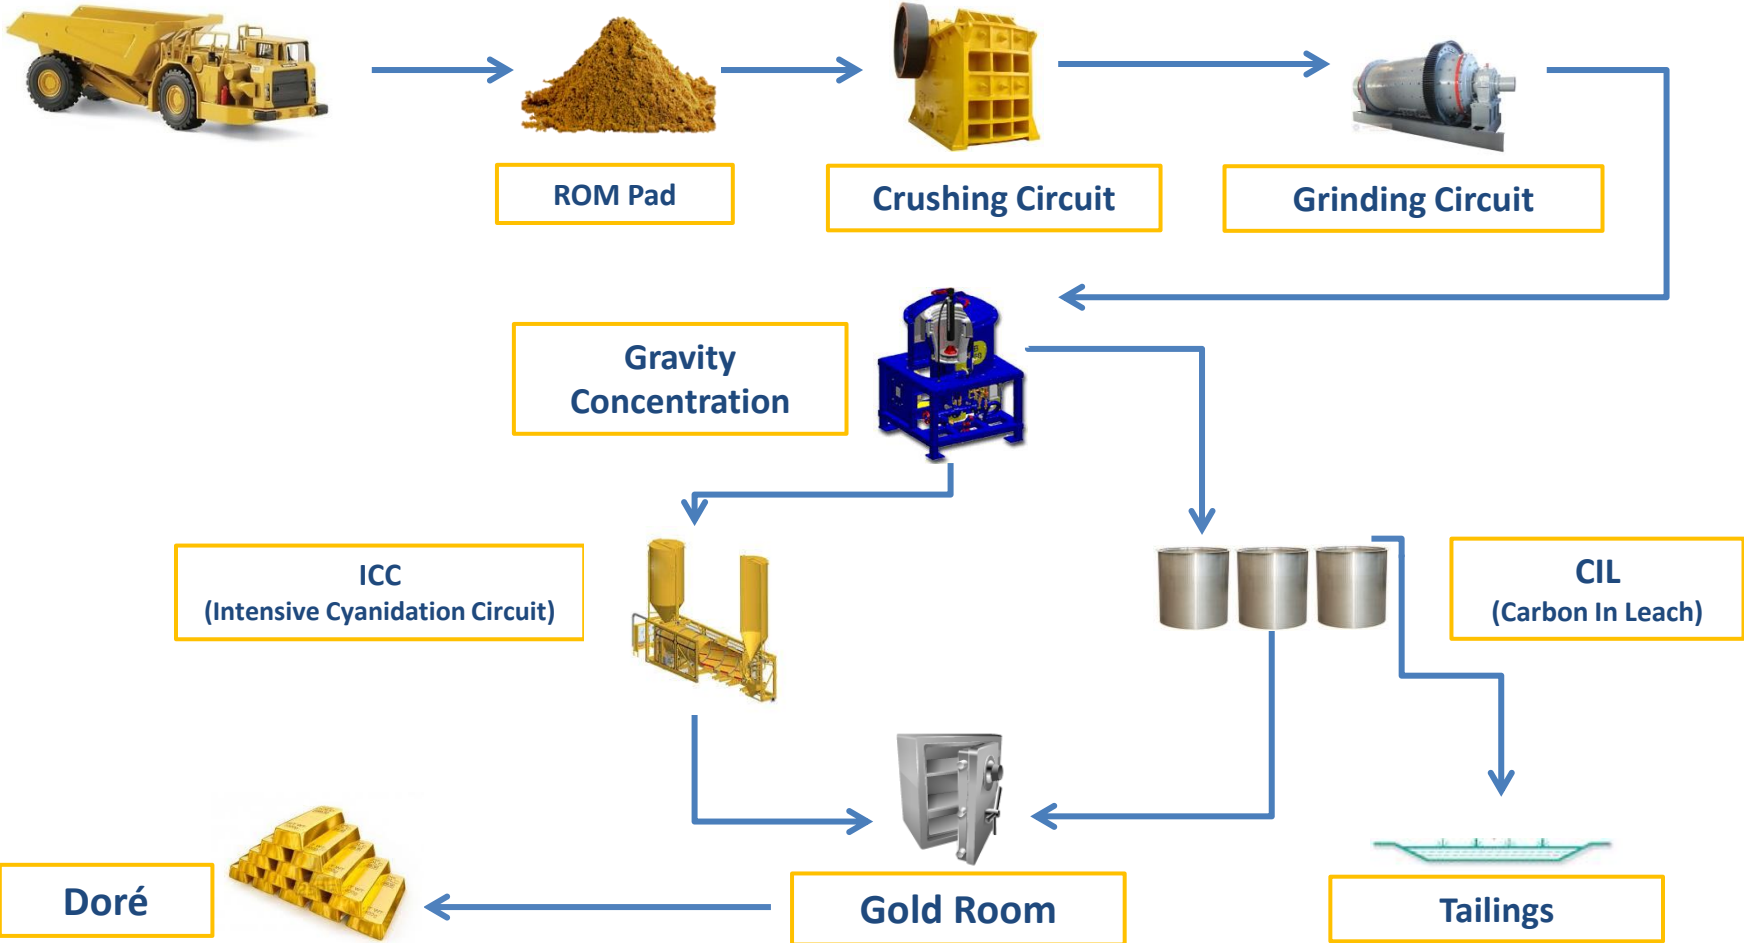 ROM Pad
Crushing Circuit
Grinding Circuit
Gravity
Concentration
ICC
(Intensive Cyanidation Circuit)
CIL
(Carbon In Leach)
Doré
Gold Room
Tailings